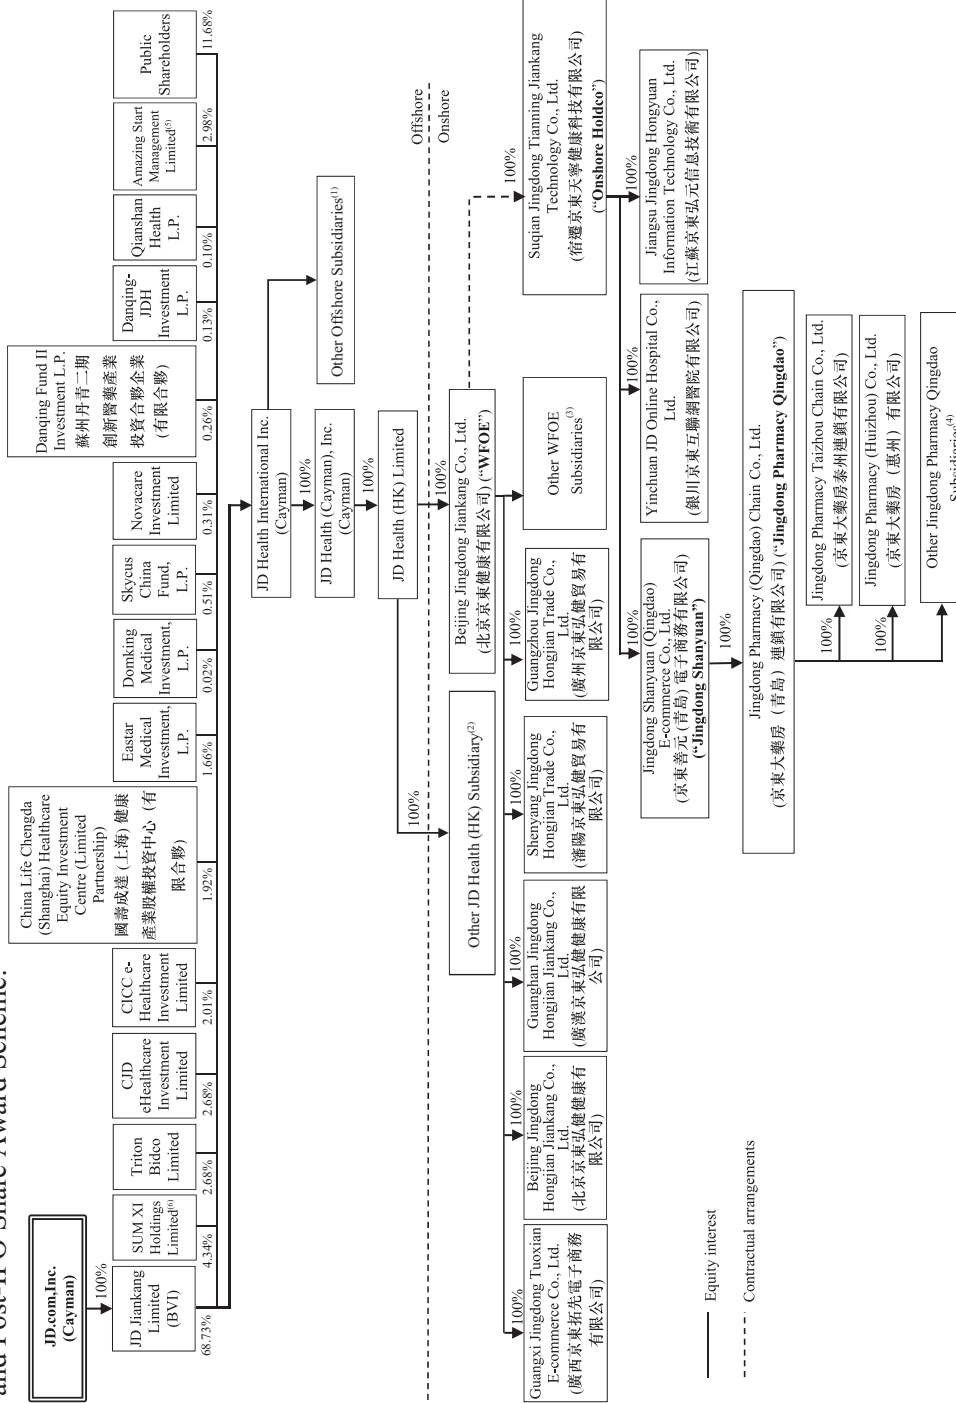 and Post-IPO Share Award Scheme:
JD.com,Inc.
(Cayman)
100%
JD Jiankang
Limited
(BVI)
68.73%
SUM XI
Holdings
Limited(6)
4.34%
Triton
Bidco
Limited
2.68%
CJD
eHealthcare
Investment
Limited
2.68%
CICC e-
Healthcare
Investment
Limited
2.01%
China Life Chengda
(Shanghai) Healthcare
Equity Investment
Centre (Limited
Partnership)
國壽成達 (上海) 健康
產業股權投資中心 (有
限合夥)
1.92%
Eastar
Medical
Investment,
L.P.
1.66%
Domking
Medical
Investment,
L.P.
0.02%
Skycus
China
Fund,
L.P.
0.51%
Novacare
Investment
Limited
0.31%
Danqing Fund II
Investment L.P.
蘇州丹青二期
創新醫藥產業
投資合夥企業
(有限合夥)
0.26%
Danqing-
JDH
Investment
L.P.
0.13%
Qianshan
Health
L.P.
0.10%
Amazing Start
Management
Limited(5)
2.98%
Public
Shareholders
11.68%
JD Health International Inc.
(Cayman)
100%
Other Offshore Subsidiaries(1)
JD Health (Cayman), Inc.
(Cayman)
100%
JD Health (HK) Limited
100%
100%
Offshore
Onshore
Other JD Health (HK) Subsidiary(2)
Beijing Jingdong Jiankang Co., Ltd.
(北京京東健康有限公司) (“WFOE”)
100%
100%
Guangxi Jingdong Tuoxian
E-commerce Co., Ltd.
(廣西京東拓先電子商務
有限公司)
100%
Beijing Jingdong
Hongjian Jiankang Co.,
Ltd.
(北京京東弘健健康有
限公司)
100%
Guanghan Jingdong
Hongjian Jiankang Co.,
Ltd.
(廣漢京東弘健健康有限
公司)
100%
Shenyang Jingdong
Hongjian Trade Co.,
Ltd.
(瀋陽京東弘健貿易有
限公司)
100%
Guangzhou Jingdong
Hongjian Trade Co.,
Ltd.
(廣州京東弘健貿易有
限公司)
Other WFOE
Subsidiaries(3)
Suqian Jingdong Tianning Jiankang
Technology Co., Ltd.
(宿遷京東天寧健康科技有限公司)
(“Onshore Holdco”)
100%
100%
100%
Jingdong Shanyuan (Qingdao)
E-commerce Co., Ltd.
(京東善元 (青島) 電子商務有限公司)
(“Jingdong Shanyuan”)
Yinchuan JD Online Hospital Co.,
Ltd.
(銀川京東互聯網醫院有限公司)
Jiangsu Jingdong Hongyuan
Information Technology Co., Ltd.
(江蘇京東弘元信息技術有限公司)
100%
Jingdong Pharmacy (Qingdao) Chain Co., Ltd.
(京東大藥房 (青島) 連鎖有限公司) (“Jingdong Pharmacy Qingdao”)
100%
Jingdong Pharmacy Taizhou Chain Co., Ltd.
(京東大藥房泰州連鎖有限公司)
100%
Jingdong Pharmacy (Huizhou) Co., Ltd.
(京東大藥房 (惠州) 有限公司)
Other Jingdong Pharmacy Qingdao
Subsidiaries(4)
Equity interest
Contractual arrangements